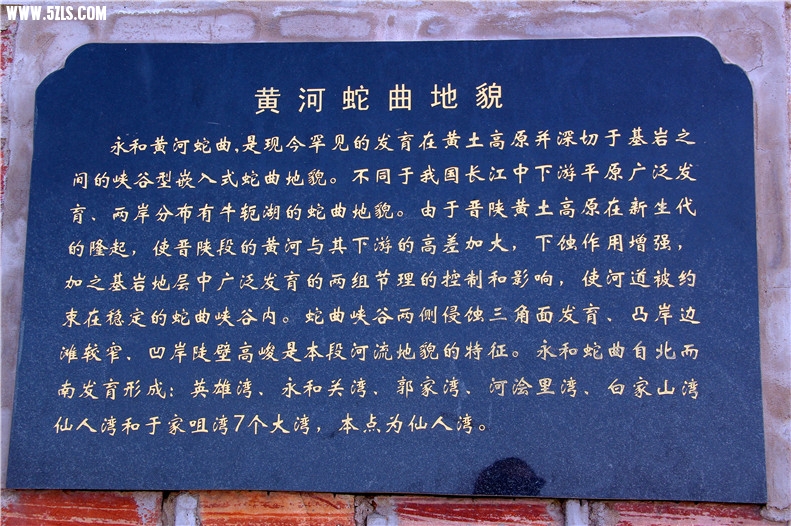 WWW.5ZLS.COM
黄河蛇曲地貌
永和黄河蛇曲,是现今罕见的发育在黄土高原并深切于基岩之
间的峡谷型嵌入式蛇曲地貌。不同于我国长江中下游平原广泛发
育、两岸分布有牛轭湖的蛇曲地貌。由于晋陕黄土高原在新生代
的隆起，使晋陕段的黄河与其下游的高差加大，下蚀作用增强，
加之基岩地层中广泛发育的两组节理的控制和影响，使河道被约
束在稳定的蛇曲峡谷内。蛇曲峡谷两侧侵蚀三角面发育、凸岸边
滩较窄、凹岸陡壁高峻是本段河流地貌的特征。永和蛇曲自北而
南发育形成：英雄湾、永和关湾、郭家湾、河浍里湾、白家山湾
仙人湾和于家咀湾7个大湾，本点为仙人湾。